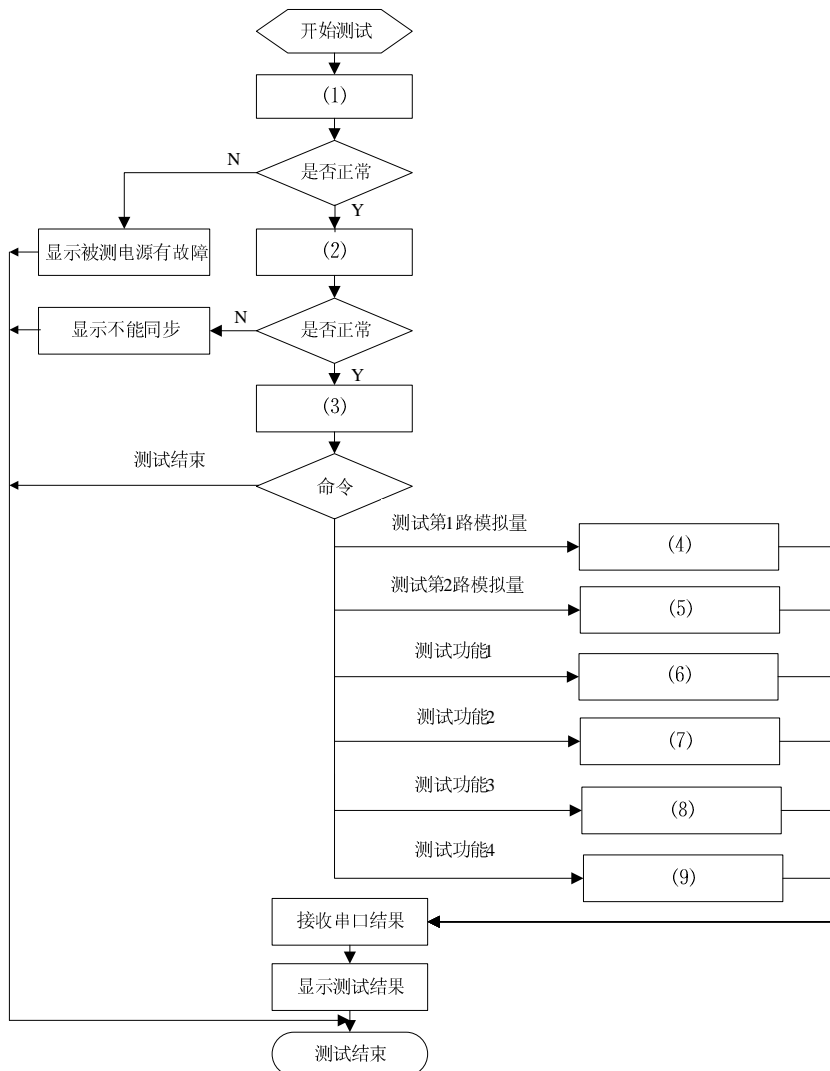 开始测试
(1)
是否正常
N
Y
显示被测电源有故障
(2)
显示不能同步
N
是否正常
Y
(3)
测试结束
命令
测试第1路模拟量
(4)
测试第2路模拟量
(5)
测试功能1
(6)
测试功能2
(7)
测试功能3
(8)
测试功能4
(9)
接收串口结果
显示测试结果
测试结束